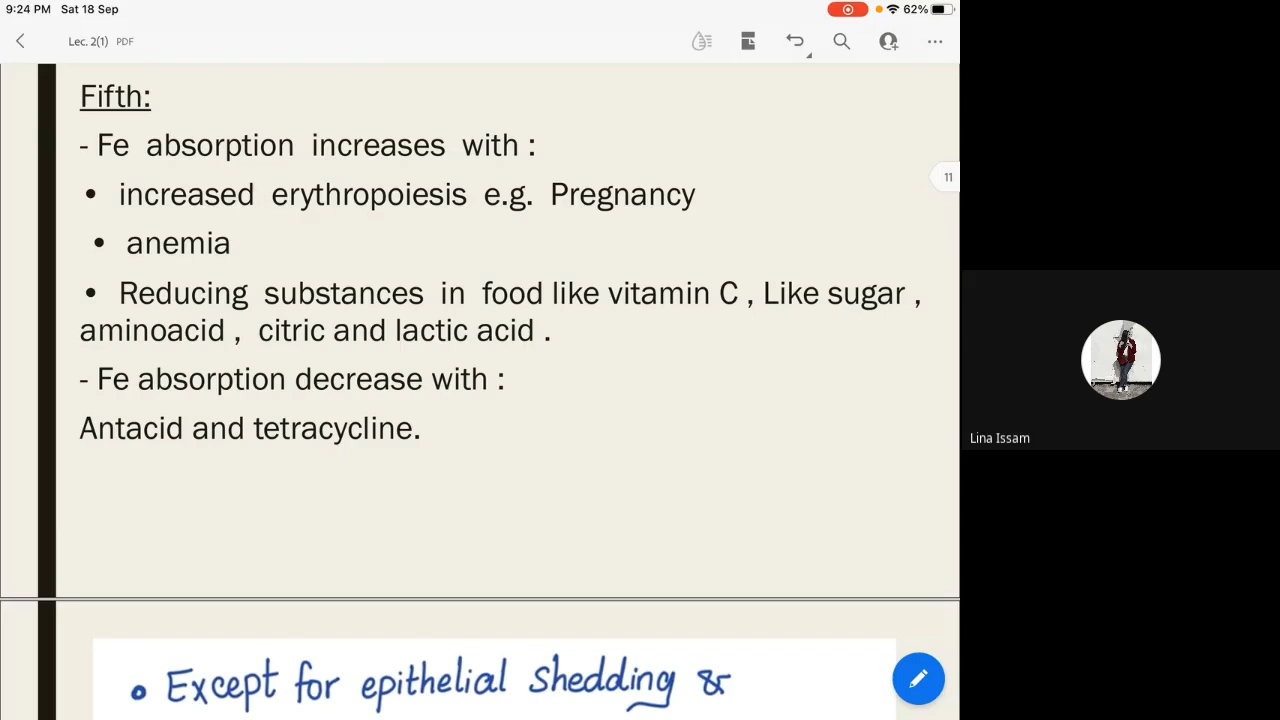 9:24 PM Sat 18 Sep 62%
Lec. 2(1) PDF
Fifth:
- Fe absorption increases with :
• increased erythropoiesis e.g. Pregnancy
11
• anemia
• Reducing substances in food like vitamin C , Like sugar ,
aminoacid , citric and lactic acid .
- Fe absorption decrease with :
Antacid and tetracycline.
Lina Issam
• Except for epithelial shedding &